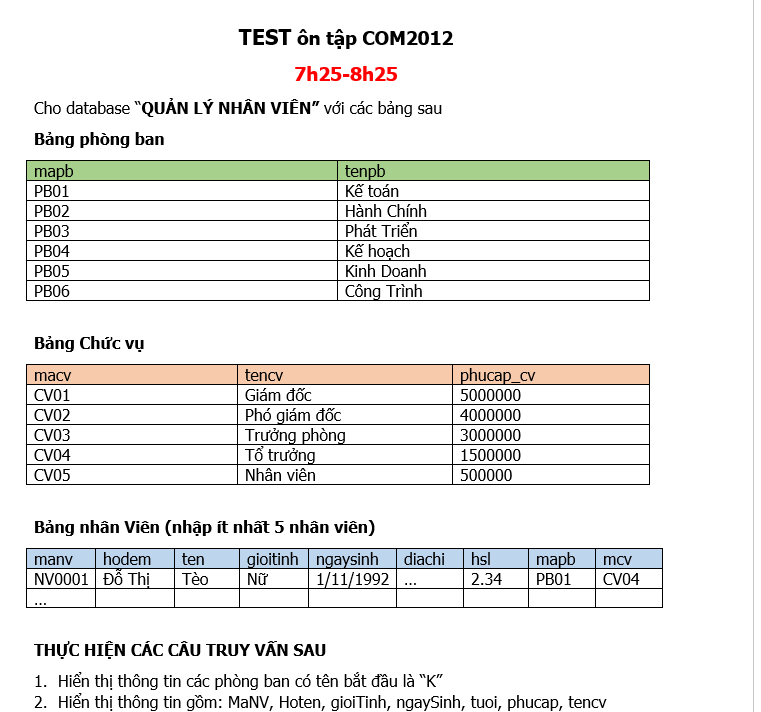 TEST ôn tập COM2012
7h25-8h25
Cho database “QUẢN LÝ NHÂN VIÊN” với các bảng sau
Bảng phòng ban
mapb tenpb
PB01 Kế toán
PB02 Hành Chính
PB03 Phát Triển
PB04 Kế hoạch
PB05 Kinh Doanh
PB06 Công Trình
Bảng Chức vụ
macv tencv phucap_cv
CV01 Giám đốc 5000000
CV02 Phó giám đốc 4000000
CV03 Trưởng phòng 3000000
CV04 Tổ trưởng 1500000
CV05 Nhân viên 500000
Bảng nhân Viên (nhập ít nhất 5 nhân viên)
manv hodem ten gioitinh ngaysinh diachi hsl mapb mcv
NV0001 Đỗ Thị Tèo Nữ 1/11/1992 ... 2.34 PB01 CV04
...
THỰC HIỆN CÁC CÂU TRUY VẤN SAU
1. Hiển thị thông tin các phòng ban có tên bắt đầu là “K”
2. Hiển thị thông tin gồm: MaNV, Hoten, gioiTinh, ngaySinh, tuoi, phucap, tencv